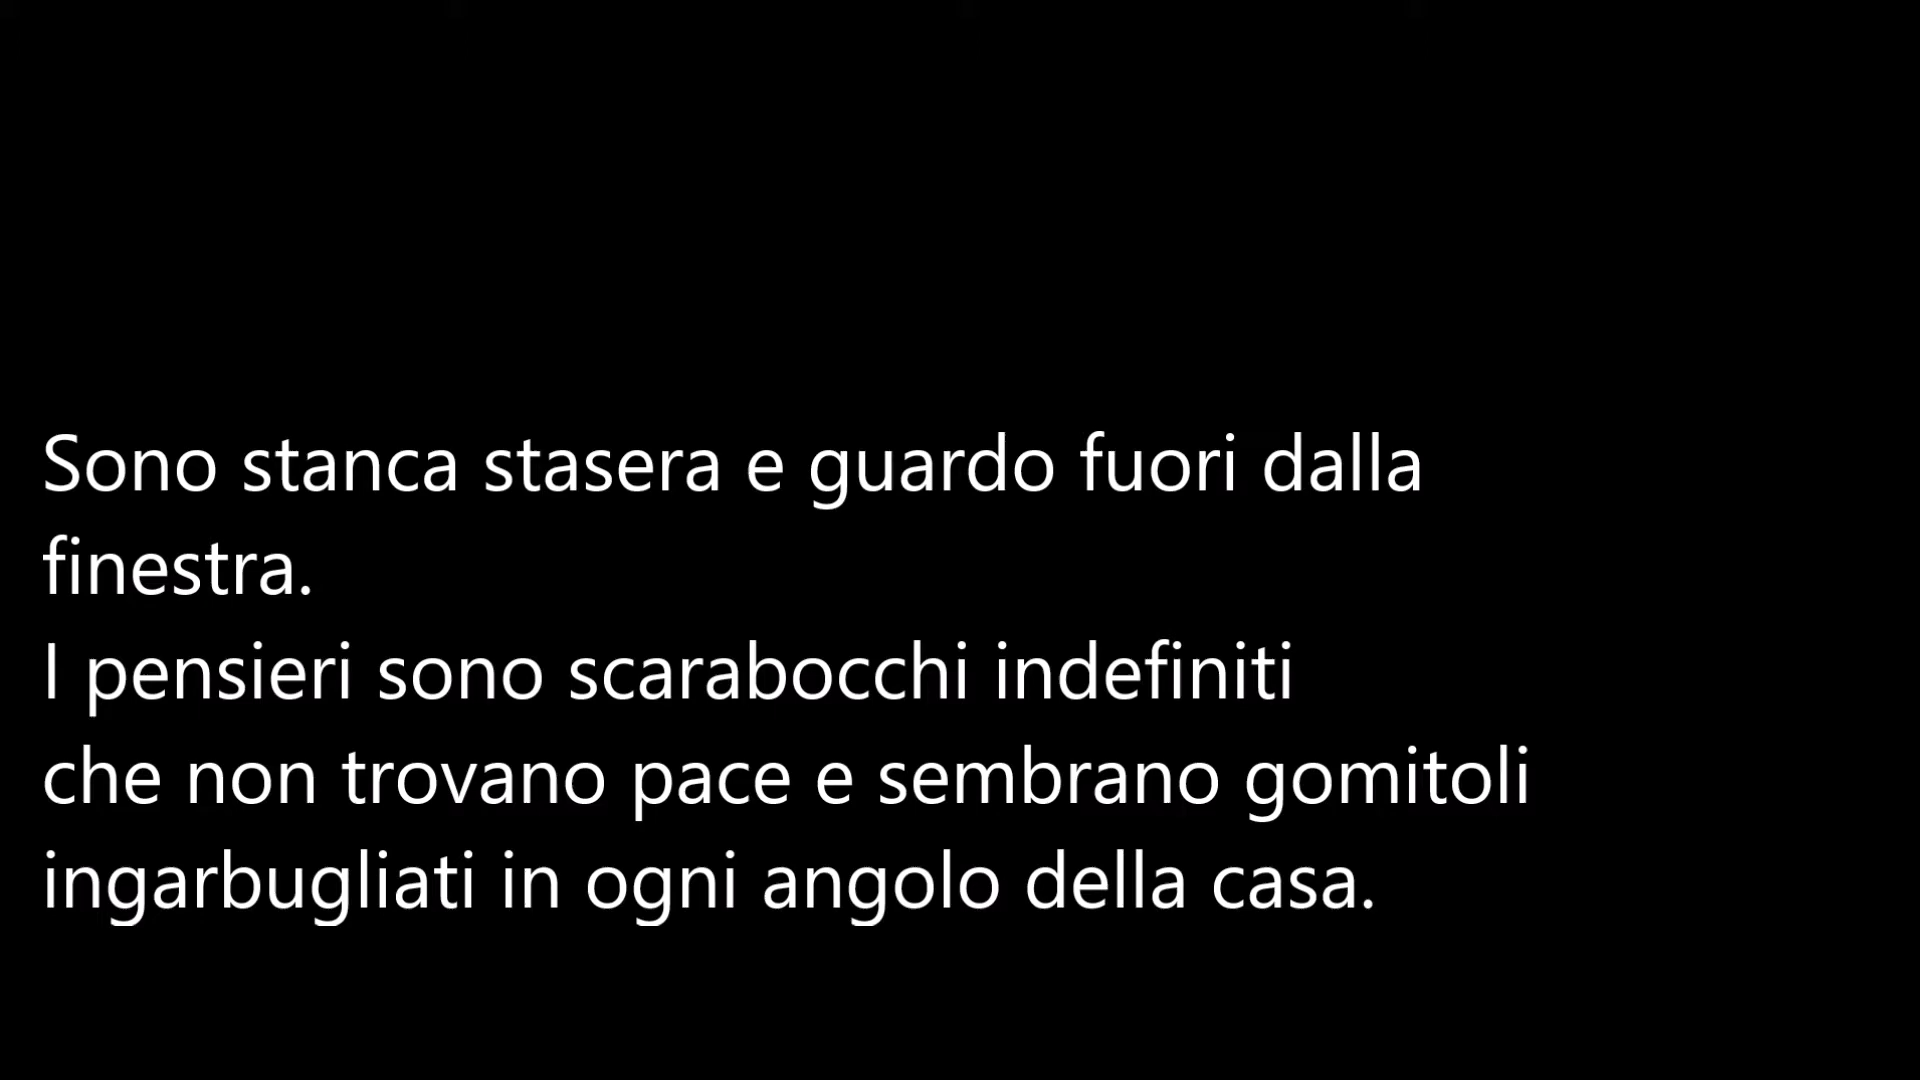 Sono stanca stasera e guardo fuori dalla
finestra.
I pensieri sono scarabocchi indefiniti
che non trovano pace e sembrano gomitoli
ingarbugliati in ogni angolo della casa.